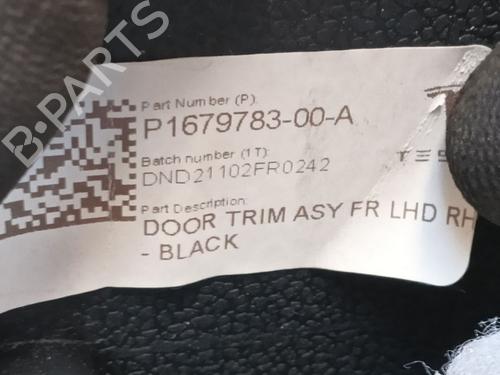 B-PARTS
Part Number (P):
P1679783-00-A
Batch number (1T):
DND21102FR0242
TES
Part Description:
DOOR TRIM ASY FR LHD RH
- BLACK